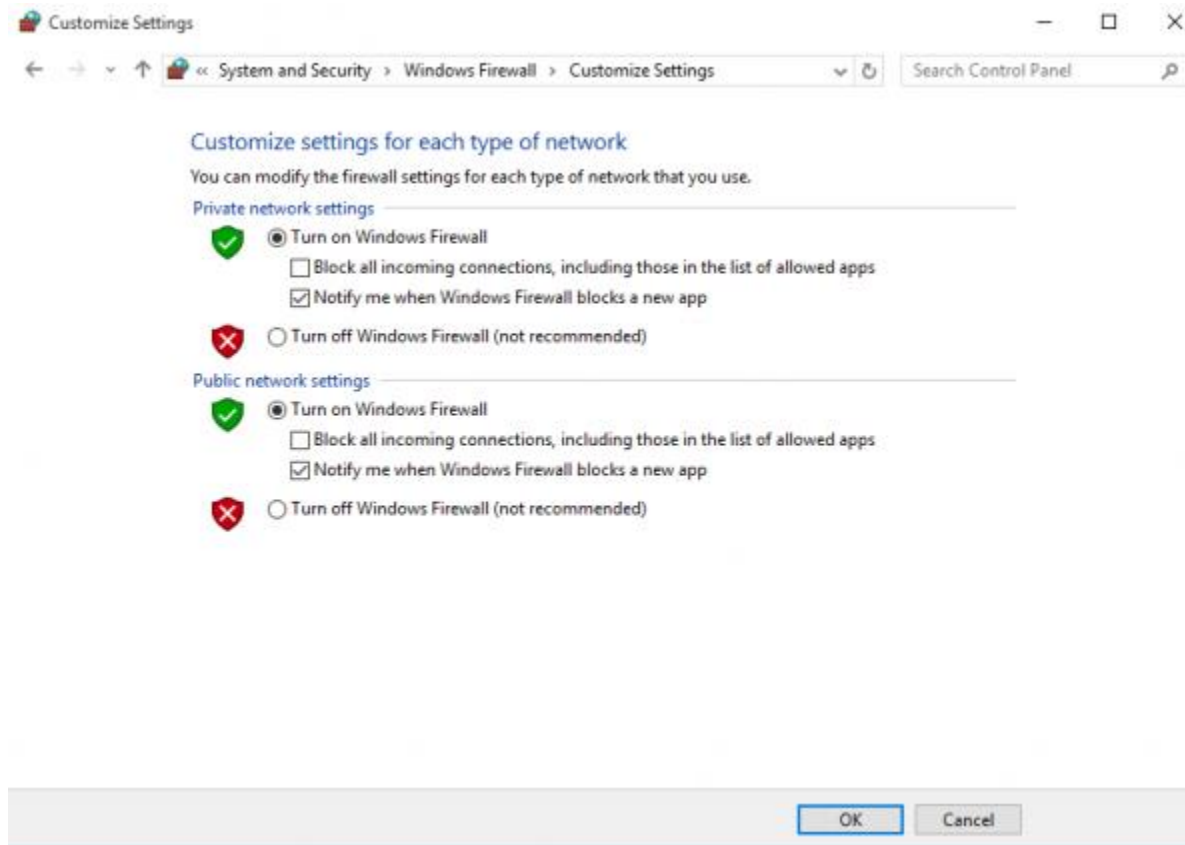 Customize Settings
« System and Security › Windows Firewall › Customize Settings Search Control Panel
Customize settings for each type of network
You can modify the firewall settings for each type of network that you use.
Private network settings
Turn on Windows Firewall
Block all incoming connections, including those in the list of allowed apps
Notify me when Windows Firewall blocks a new app
Turn off Windows Firewall (not recommended)
Public network settings
Turn on Windows Firewall
Block all incoming connections, including those in the list of allowed apps
Notify me when Windows Firewall blocks a new app
Turn off Windows Firewall (not recommended)
OK Cancel